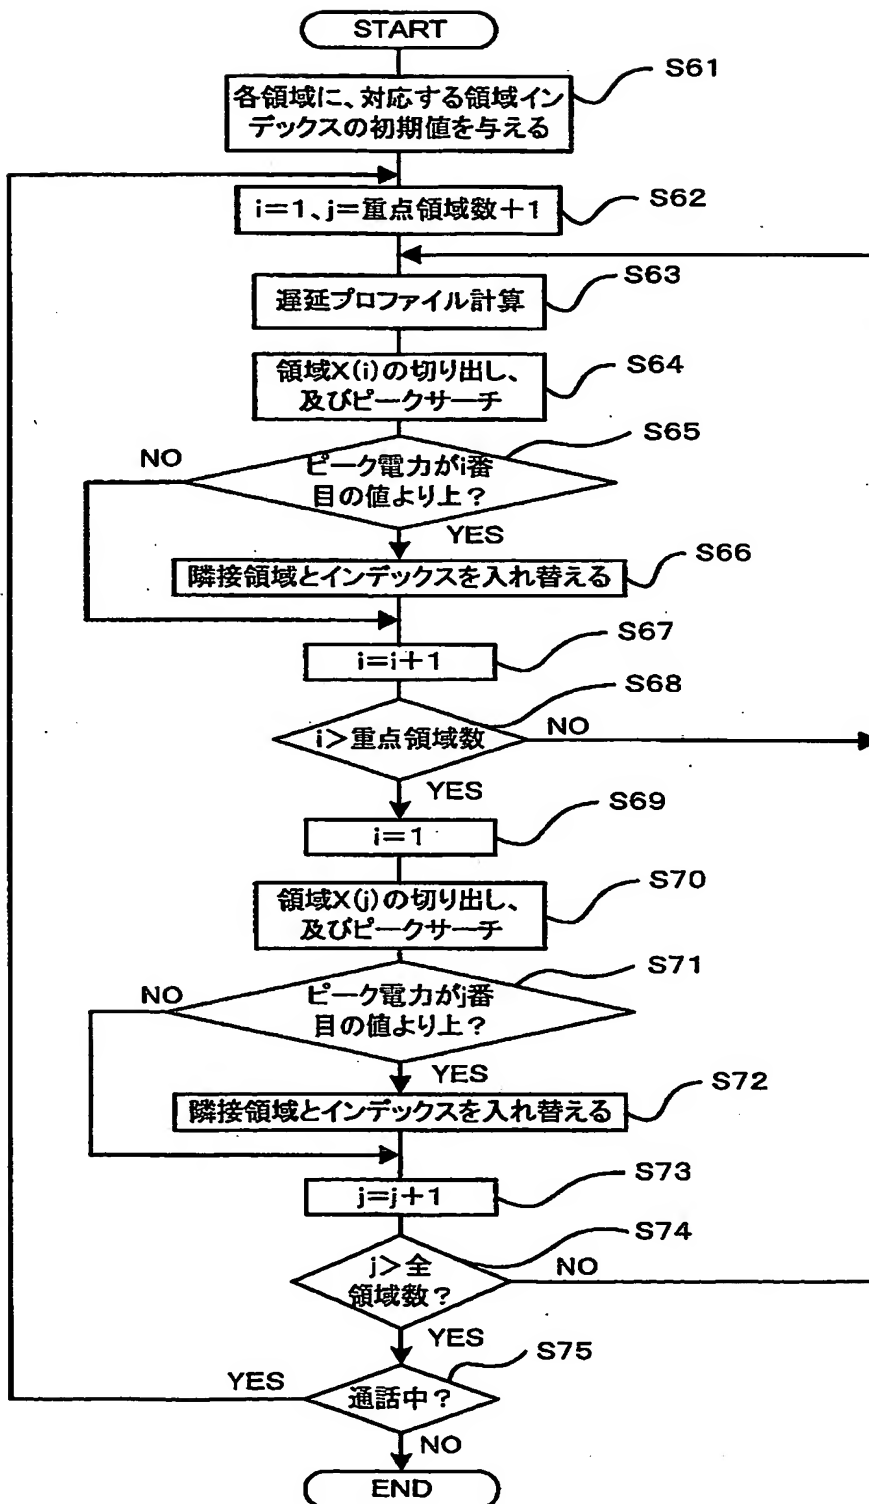 START
S61
各領域に、対応する領域イン
デックスの初期値を与える
S62
i=1、j=重点領域数+1
S63
遅延プロファイル計算
S64
領域X(i)の切り出し、
及びピークサーチ
S65
NO
ピーク電力がi番
目の値より上?
YES
S66
隣接領域とインデックスを入れ替える
S67
i=i+1
S68
i>重点領域数
NO
YES
S69
i=1
S70
領域X(j)の切り出し、
及びピークサーチ
S71
NO
ピーク電力がj番
目の値より上?
YES
S72
隣接領域とインデックスを入れ替える
S73
j=j+1
S74
j>全
領域数?
NO
YES
S75
YES
通話中?
NO
END